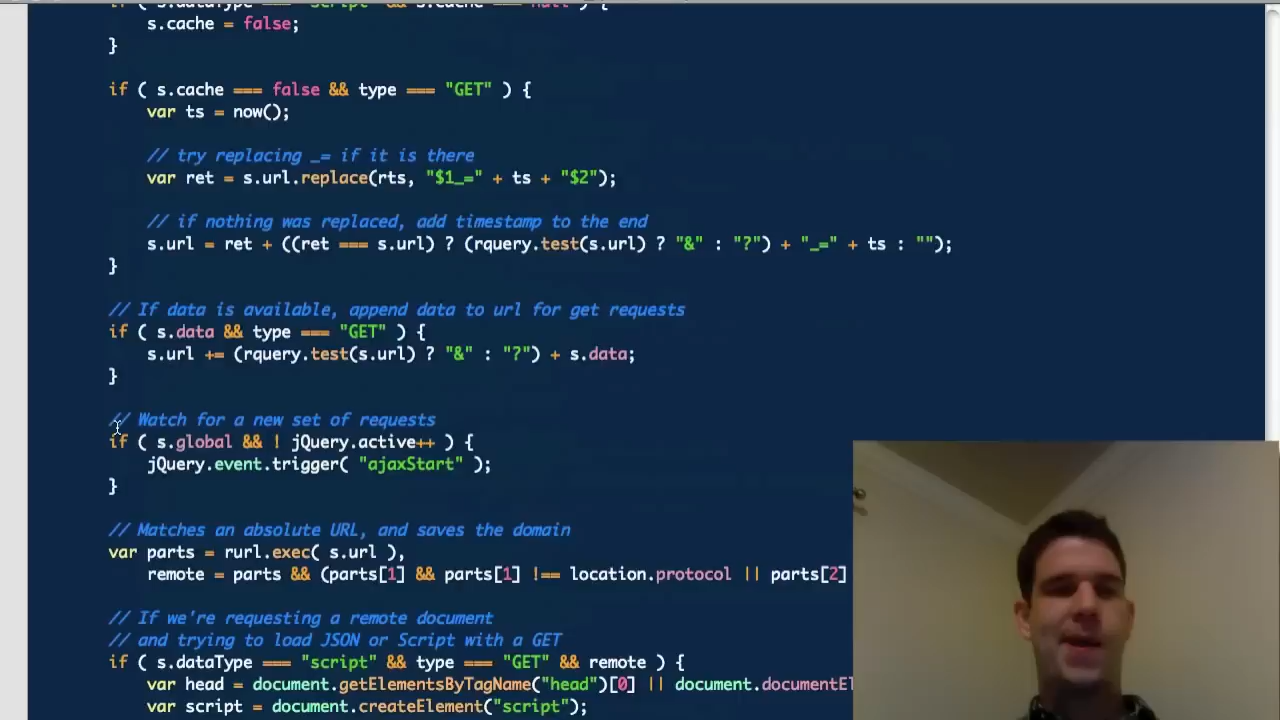 if ( s.dataType === "script" && s.cache === null ) {
s.cache = false;
}
if ( s.cache === false && type === "GET" ) {
var ts = now();
// try replacing _= if it is there
var ret = s.url.replace(rts, "$1_=" + ts + "$2");
// if nothing was replaced, add timestamp to the end
s.url = ret + ((ret === s.url) ? (rquery.test(s.url) ? "&" : "?") + "_=" + ts : "");
}
// If data is available, append data to url for get requests
if ( s.data && type === "GET" ) {
s.url += (rquery.test(s.url) ? "&" : "?") + s.data;
}
// Watch for a new set of requests
if ( s.global && ! jQuery.active++ ) {
jQuery.event.trigger( "ajaxStart" );
}
// Matches an absolute URL, and saves the domain
var parts = rurl.exec( s.url ),
remote = parts && (parts[1] && parts[1] !== location.protocol || parts[2]
// If we're requesting a remote document
// and trying to load JSON or Script with a GET
if ( s.dataType === "script" && type === "GET" && remote ) {
var head = document.getElementsByTagName("head")[0] || document.documentEl
var script = document.createElement("script");